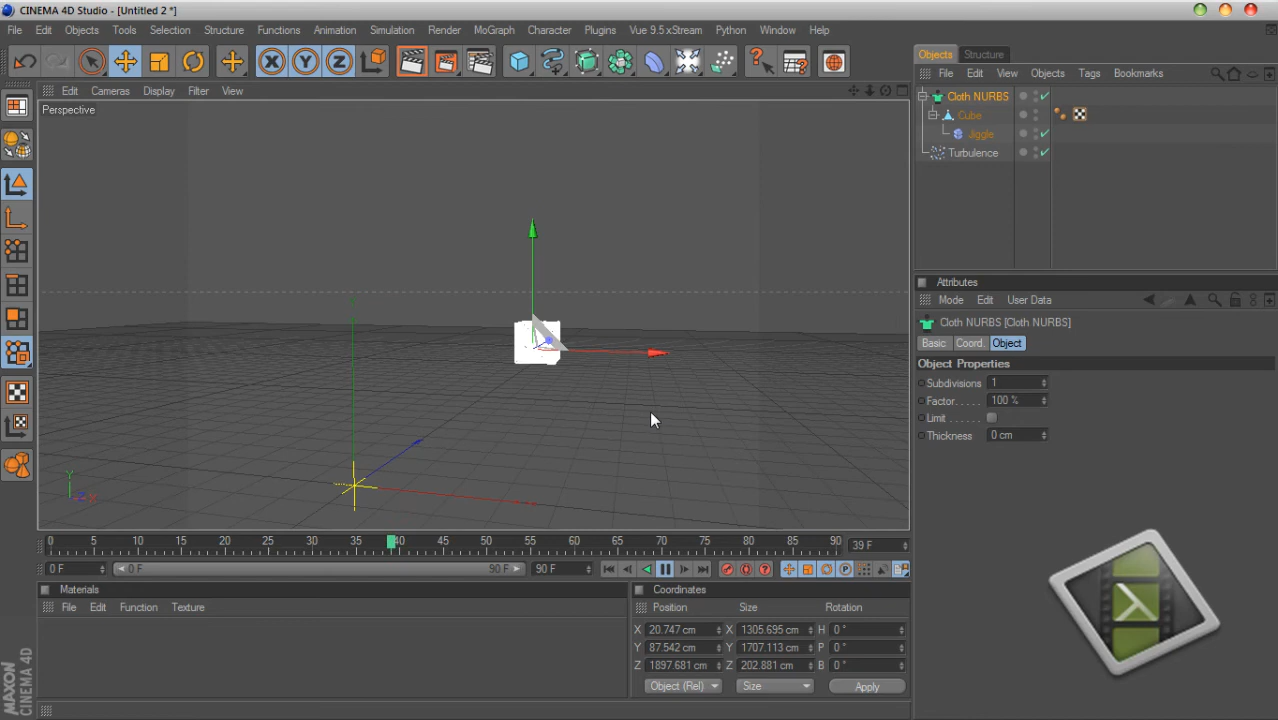 CINEMA 4D Studio - [Untitled 2 *]
File Edit Objects Tools Selection Structure Functions Animation Simulation Render MoGraph Character Plugins Vue 9.5 xStream Python Window Help
X Y Z
Objects Structure
File Edit View Objects Tags Bookmarks
Edit Cameras Display Filter View
Perspective
Cloth NURBS
Cube
Jiggle
Turbulence
Attributes
Mode Edit User Data
Cloth NURBS [Cloth NURBS]
Basic Coord. Object
Object Properties
Subdivisions 1
Factor. . . . . 100 %
Limit . . . . .
Thickness 0 cm
Y
Z X
0 5 10 15 20 25 30 35 40 45 50 55 60 65 70 75 80 85 90 39 F
0 F 0 F 90 F 90 F
Materials
File Edit Function Texture
Coordinates
Position Size Rotation
X 20.747 cm X 1305.695 cm H 0 °
Y 87.542 cm Y 1707.113 cm P 0 °
Z 1897.681 cm Z 202.881 cm B 0 °
Object (Rel) Size Apply
MAXON
CINEMA 4D